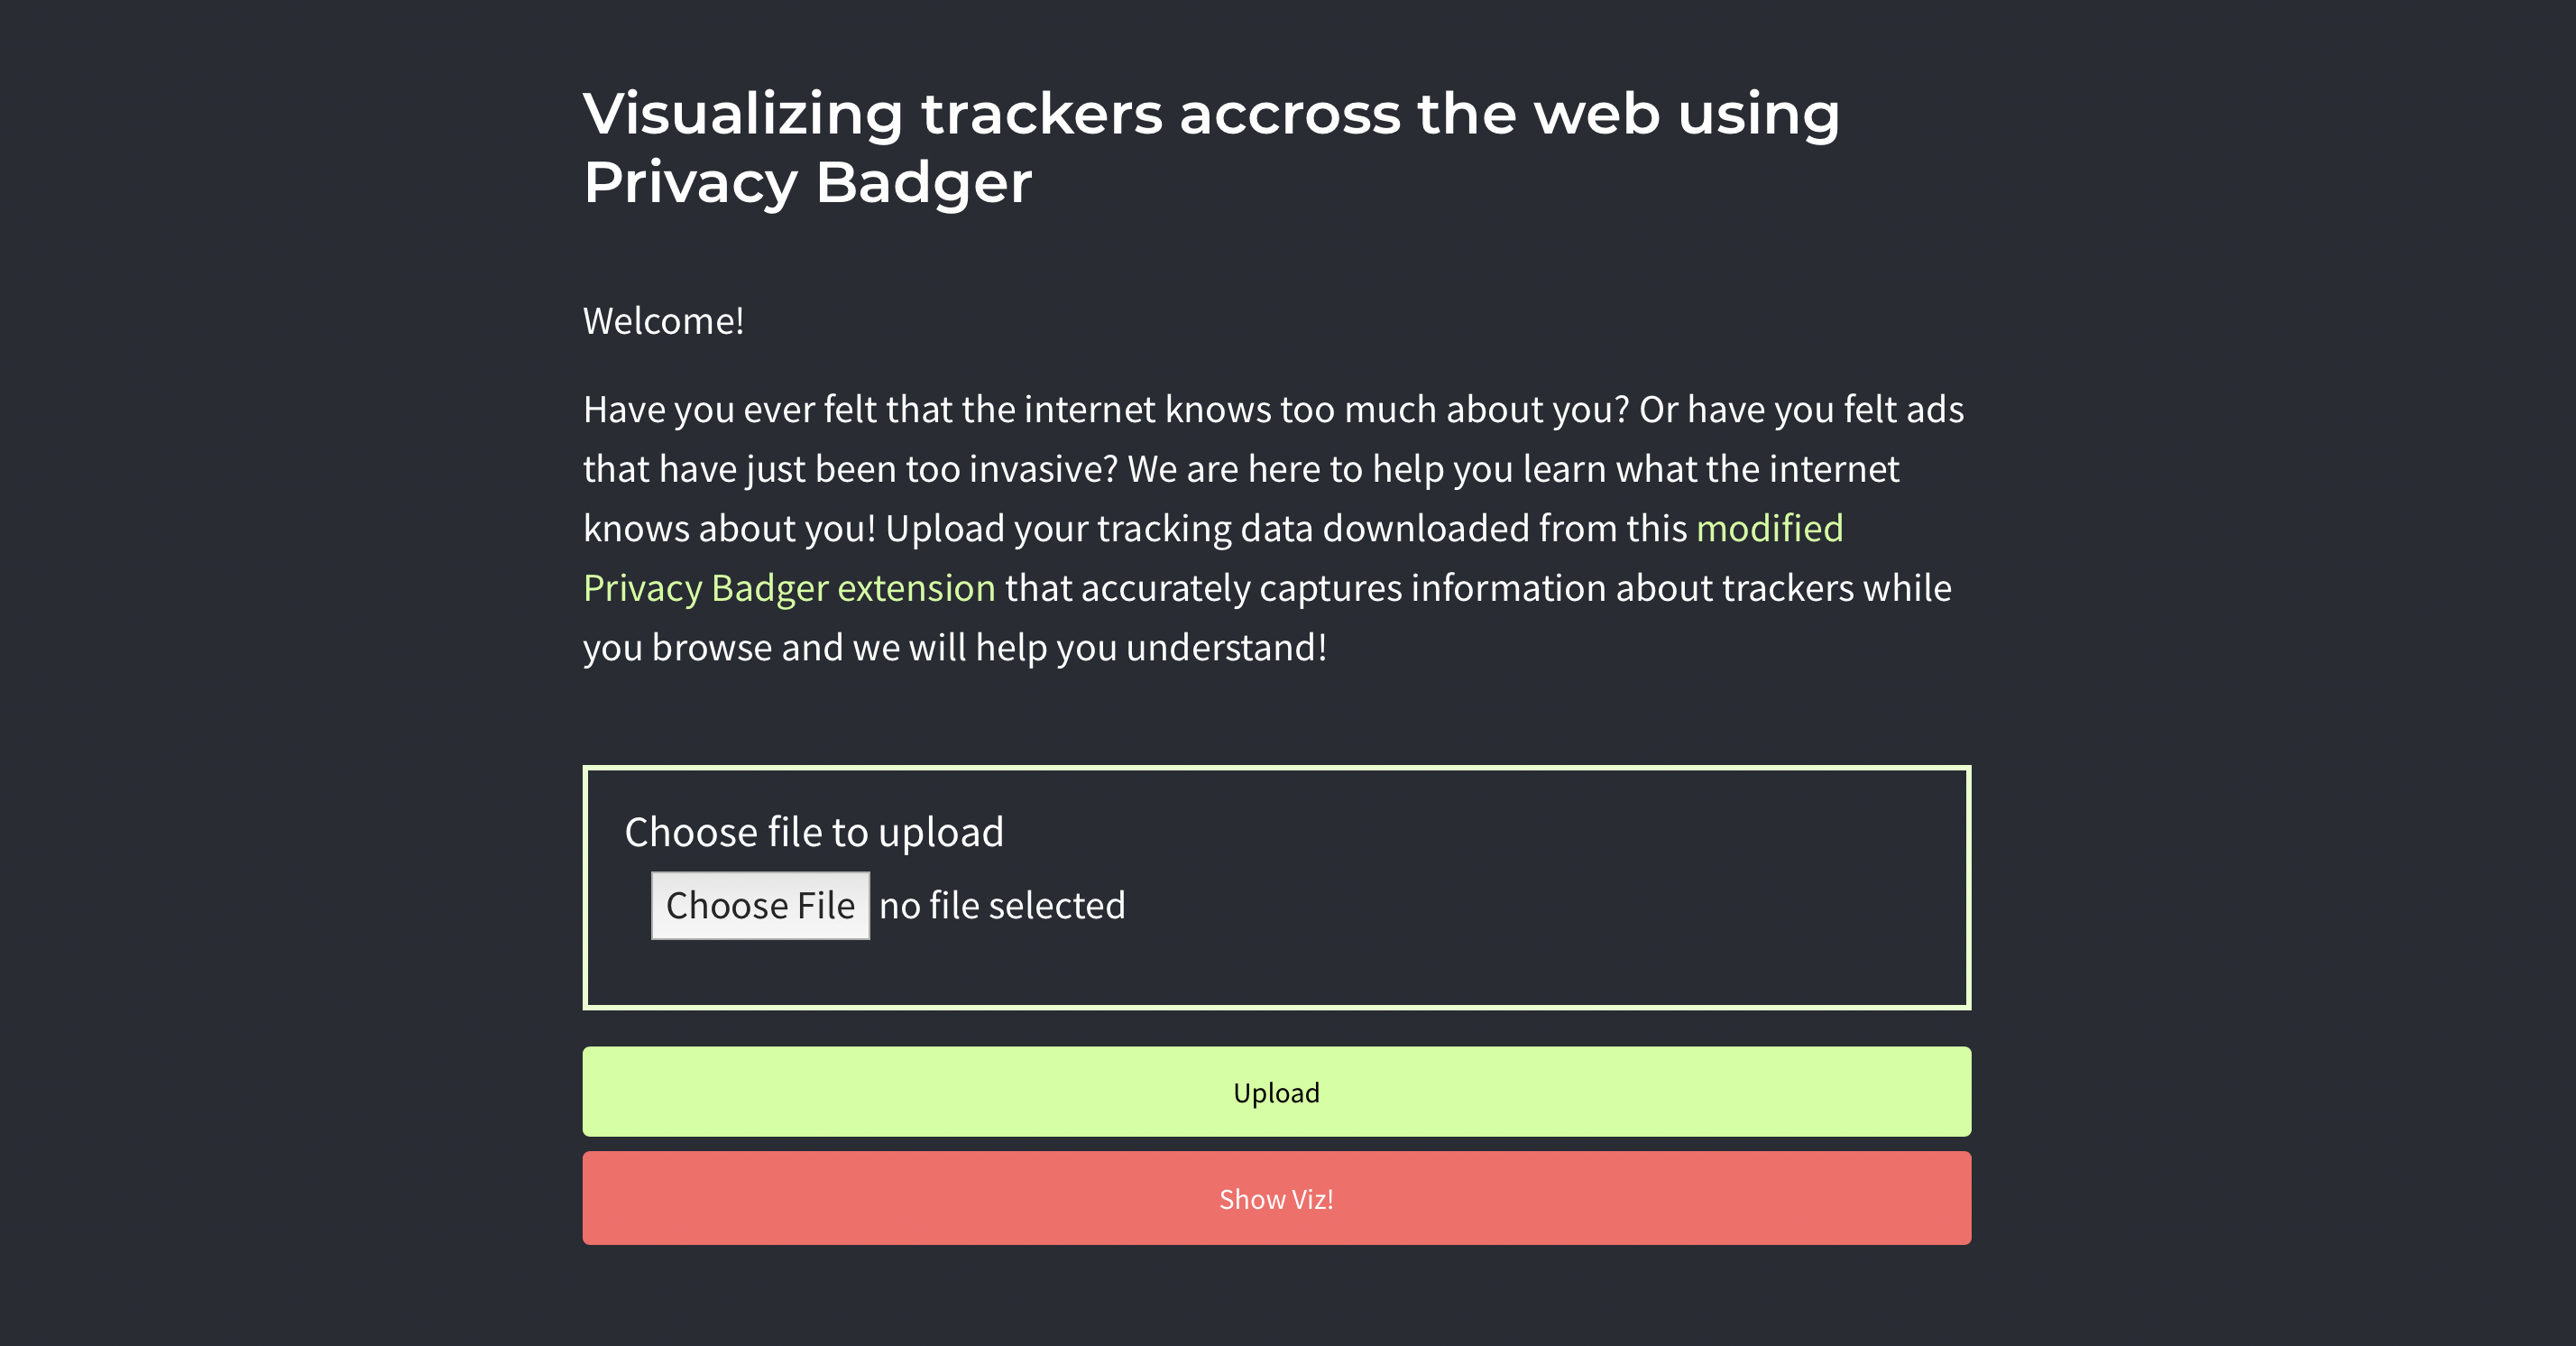 Visualizing trackers accross the web using
Privacy Badger
Welcome!
Have you ever felt that the internet knows too much about you? Or have you felt ads
that have just been too invasive? We are here to help you learn what the internet
knows about you! Upload your tracking data downloaded from this modified
Privacy Badger extension that accurately captures information about trackers while
you browse and we will help you understand!
Choose file to upload
Choose File no file selected
Upload
Show Viz!